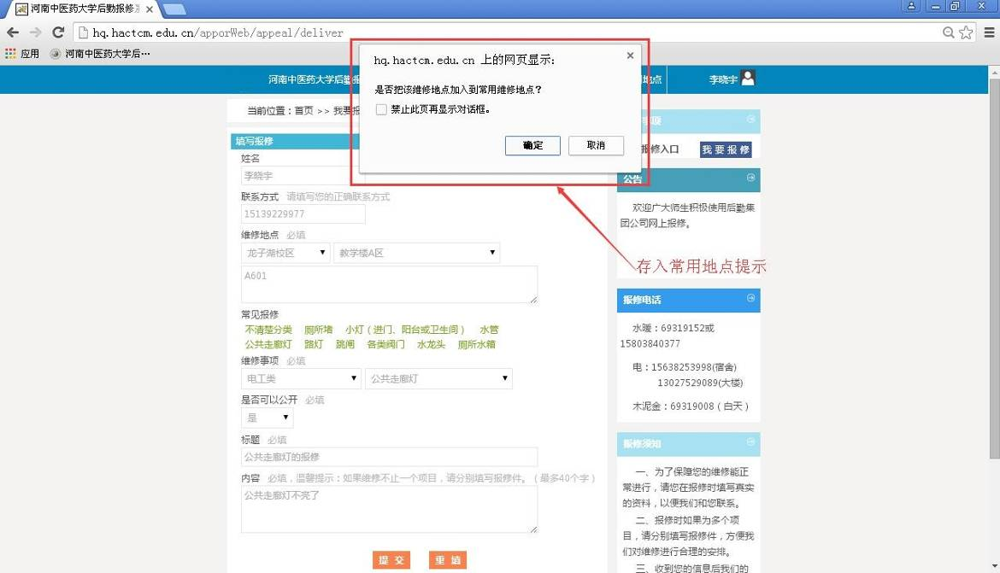 河南中医药大学后勤报修
hq.hactcm.edu.cn/apporWeb/appeal/deliver
应用 河南中医药大学后…
河南中医药大学后勤报
地点 李晓宇
hq.hactcm.edu.cn 上的网页显示:
是否把该维修地点加入到常用维修地点？
禁止此页再显示对话框。
确定 取消
当前位置：首页 >> 我要报
填写报修
姓名
李晓宇
联系方式 请填写您的正确联系方式
15139229977
维修地点 必填
龙子湖校区 教学楼A区
A601
常见报修
不清楚分类 厕所堵 小灯（进门、阳台或卫生间） 水管
公共走廊灯 路灯 跳闸 各类阀门 水龙头 厕所水箱
维修事项 必填
电工类 公共走廊灯
是否可以公开 必填
是
标题 必填
公共走廊灯的报修
内容 必填，温馨提示：如果维修不止一个项目，请分别填写报修件。（最多40个字）
公共走廊灯不亮了
提 交 重 填
报修入口 我 要 报 修
公告
欢迎广大师生积极使用后勤集
团公司网上报修。
存入常用地点提示
报修电话
水暖：69319152或
15803840377
电：15638253998(宿舍)
13027529089(大楼)
木泥金：69319008（白天）
报修须知
一、为了保障您的维修能正
常进行，请您在报修时填写真实
的资料，以便我们和您联系。
二、报修时如果为多个项
目，请分别填写报修件，方便我
们对维修进行合理的安排。
三、收到您的信息后我们的